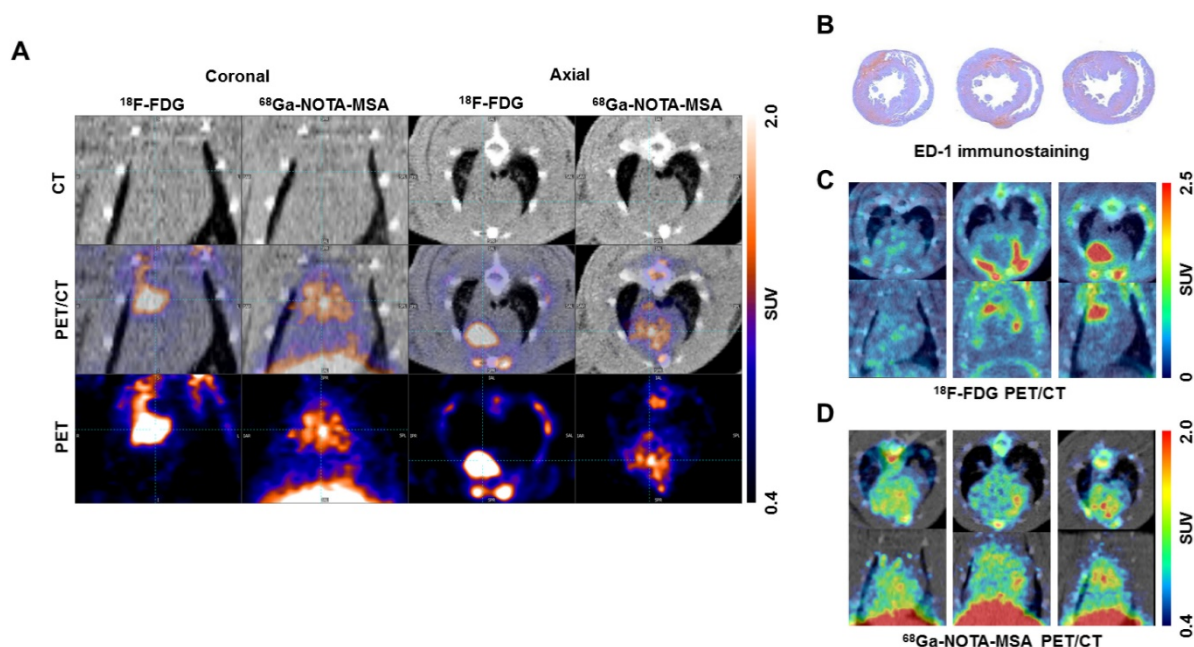 A
Coronal
Axial
¹⁸F-FDG
⁶⁸Ga-NOTA-MSA
¹⁸F-FDG
⁶⁸Ga-NOTA-MSA
CT
PET/CT
PET
2.0
SUV
0.4
B
ED-1 immunostaining
C
2.5
SUV
0
¹⁸F-FDG PET/CT
D
2.0
SUV
0.4
⁶⁸Ga-NOTA-MSA PET/CT